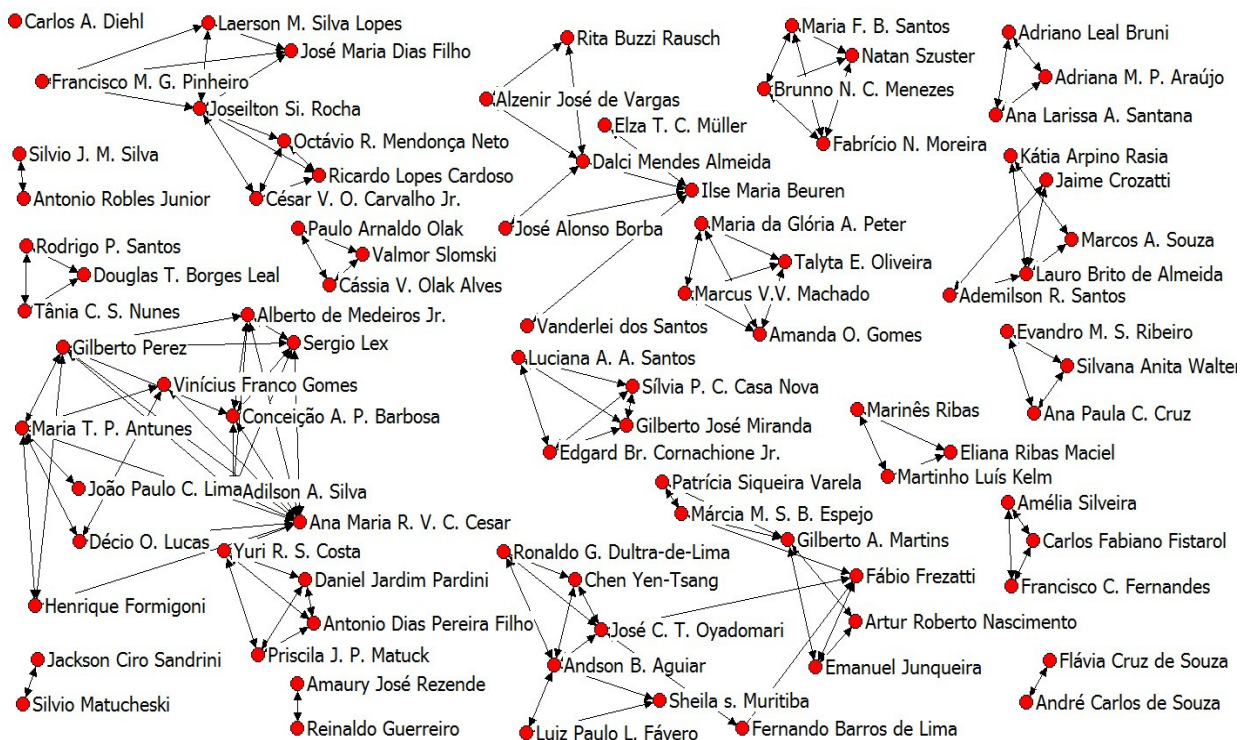 Carlos A. Diehl
Laerson M. Silva Lopes
José Maria Dias Filho
Francisco M. G. Pinheiro
Joseilton Si. Rocha
Octávio R. Mendonça Neto
Ricardo Lopes Cardoso
César V. O. Carvalho Jr.
Silvio J. M. Silva
Antonio Robles Junior
Rita Buzzi Rausch
Alzenir José de Vargas
Elza T. C. Müller
Dalci Mendes Almeida
Ilse Maria Beuren
José Alonso Borba
Vanderlei dos Santos
Maria F. B. Santos
Natan Szuster
Brunno N. C. Menezes
Fabrício N. Moreira
Adriano Leal Bruni
Adriana M. P. Araújo
Ana Larissa A. Santana
Kátia Arpino Rasia
Jaime Crozatti
Marcos A. Souza
Lauro Brito de Almeida
Ademilson R. Santos
Rodrigo P. Santos
Douglas T. Borges Leal
Tânia C. S. Nunes
Paulo Arnaldo Olak
Valmor Slomski
Cássia V. Olak Alves
Maria da Glória A. Peter
Talyta E. Oliveira
Marcus V.V. Machado
Amanda O. Gomes
Alberto de Medeiros Jr.
Sergio Lex
Gilberto Perez
Vinícius Franco Gomes
Conceição A. P. Barbosa
Maria T. P. Antunes
João Paulo C. Lima
Adilson A. Silva
Ana Maria R. V. C. Cesar
Décio O. Lucas
Henrique Formigoni
Luciana A. A. Santos
Sílvia P. C. Casa Nova
Gilberto José Miranda
Edgard Br. Cornachione Jr.
Evandro M. S. Ribeiro
Silvana Anita Walter
Ana Paula C. Cruz
Marinês Ribas
Eliana Ribas Maciel
Martinho Luís Kelm
Yuri R. S. Costa
Daniel Jardim Pardini
Antonio Dias Pereira Filho
Priscila J. P. Matuck
Patrícia Siqueira Varela
Márcia M. S. B. Espejo
Gilberto A. Martins
Fábio Frezatti
Artur Roberto Nascimento
Emanuel Junqueira
Ronaldo G. Dultra-de-Lima
Chen Yen-Tsang
José C. T. Oyadomari
Andson B. Aguiar
Sheila s. Muritiba
Luiz Paulo L. Fávero
Fernando Barros de Lima
Amélia Silveira
Carlos Fabiano Fistarol
Francisco C. Fernandes
Jackson Ciro Sandrini
Silvio Matucheski
Amaury José Rezende
Reinaldo Guerreiro
Flávia Cruz de Souza
André Carlos de Souza